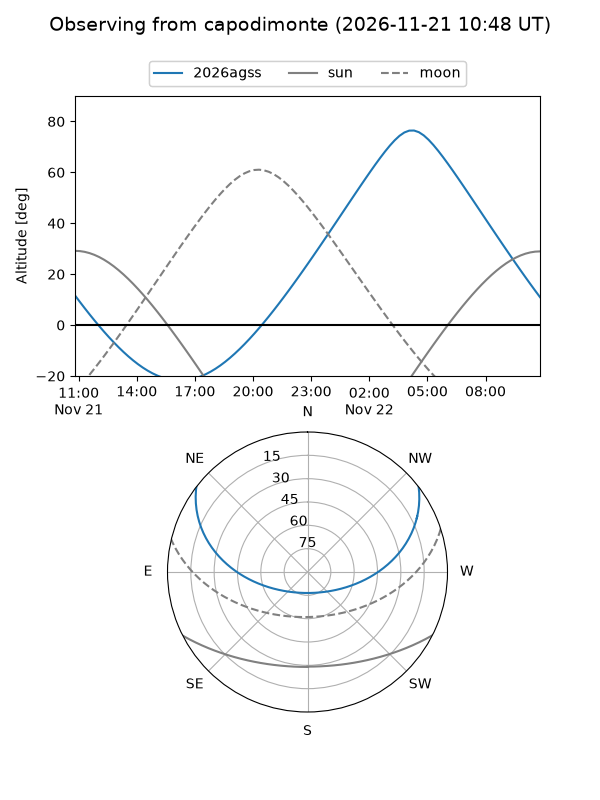 Observing from capodimonte (2026-11-21 10:48 UT)
2026agss sun moon
Altitude [deg]
80
60
40
20
0
−20
11:00 14:00 17:00 20:00 23:00 02:00 05:00 08:00
Nov 21 Nov 22
N
NE NW
15
30
45
60
75
E W
SE SW
S